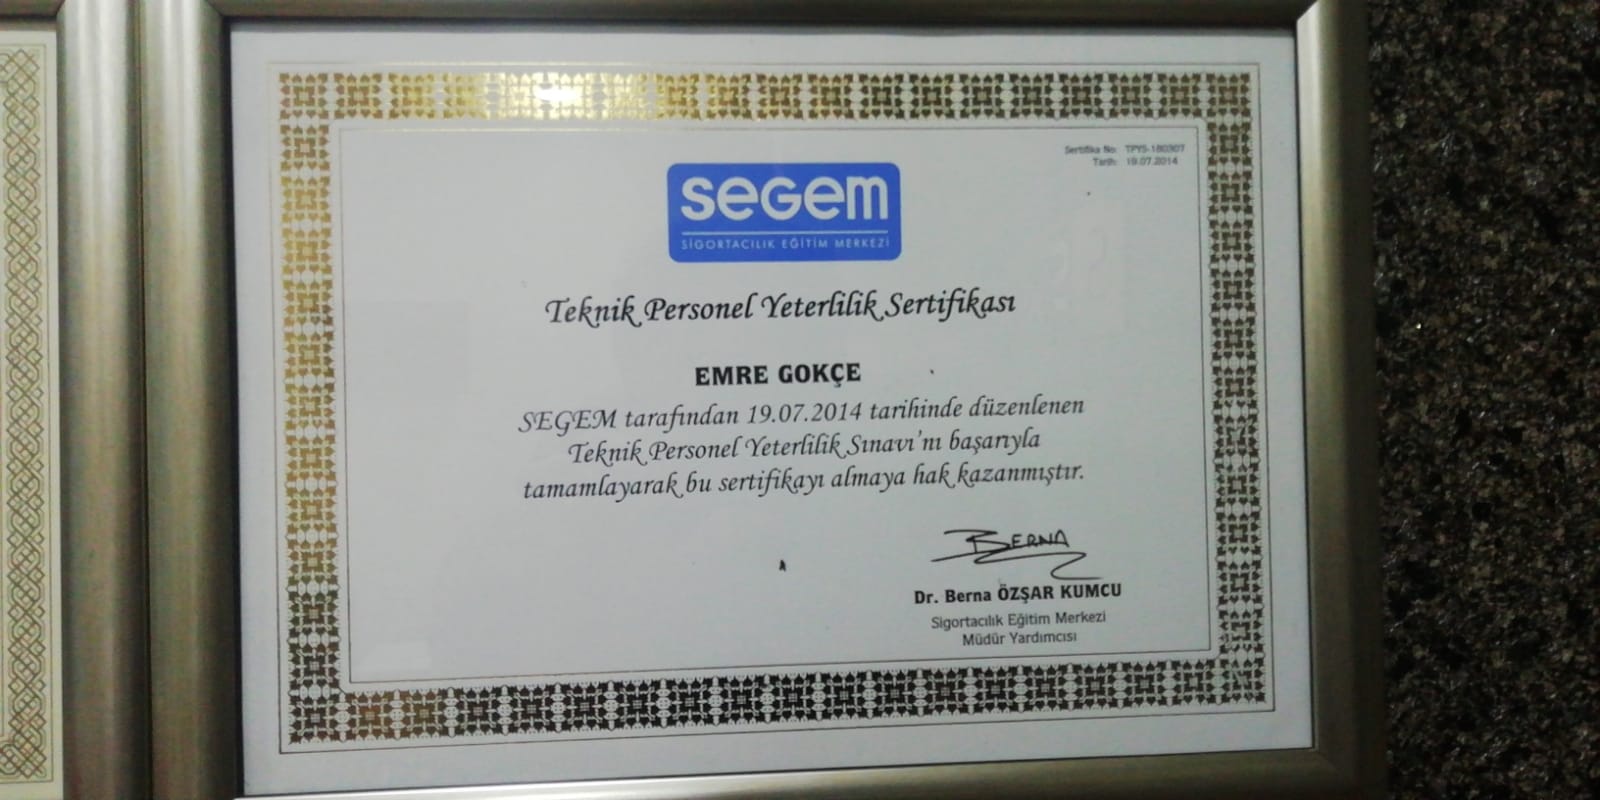 Sertifika No: TPYS-180307
Tarih: 19.07.2014
segem
SİGORTACILIK EĞİTİM MERKEZİ
Teknik Personel Yeterlilik Sertifikası
EMRE GOKÇE
SEGEM tarafından 19.07.2014 tarihinde düzenlenen
Teknik Personel Yeterlilik Sınavı'nı başarıyla
tamamlayarak bu sertifikayı almaya hak kazanmıştır.
BERNA
Dr. Berna ÖZŞAR KUMCU
Sigortacılık Eğitim Merkezi
Müdür Yardımcısı